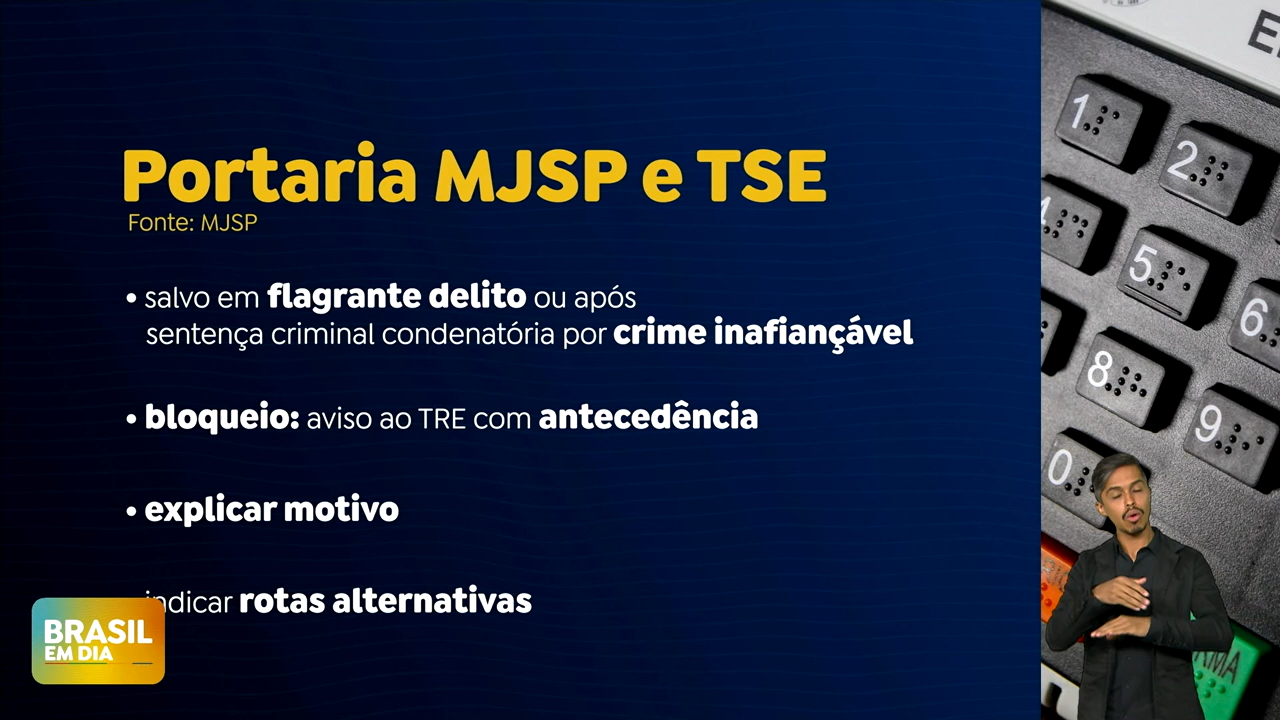 Portaria MJSP e TSE
Fonte: MJSP
• salvo em flagrante delito ou após
sentença criminal condenatória por crime inafiançável
• bloqueio: aviso ao TRE com antecedência
• explicar motivo
indicar rotas alternativas
BRASIL
EM DIA
1
2
4
5
6
8
9
0